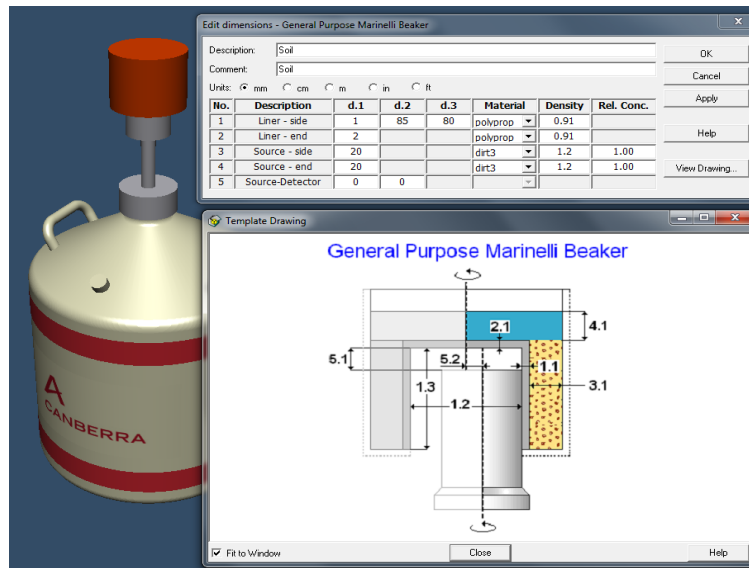 Edit dimensions - General Purpose Marinelli Beaker
Description: Soil
Comment: Soil
Units: mm cm m in ft
No. Description d.1 d.2 d.3 Material Density Rel. Conc.
1 Liner - side 1 85 80 polyprop 0.91
2 Liner - end 2 polyprop 0.91
3 Source - side 20 dirt3 1.2 1.00
4 Source - end 20 dirt3 1.2 1.00
5 Source-Detector 0 0
OK
Cancel
Apply
Help
View Drawing...
Template Drawing
General Purpose Marinelli Beaker
2.1
4.1
5.1
5.2
1.1
1.3
3.1
1.2
A
CANBERRA
Fit to Window
Close
Help